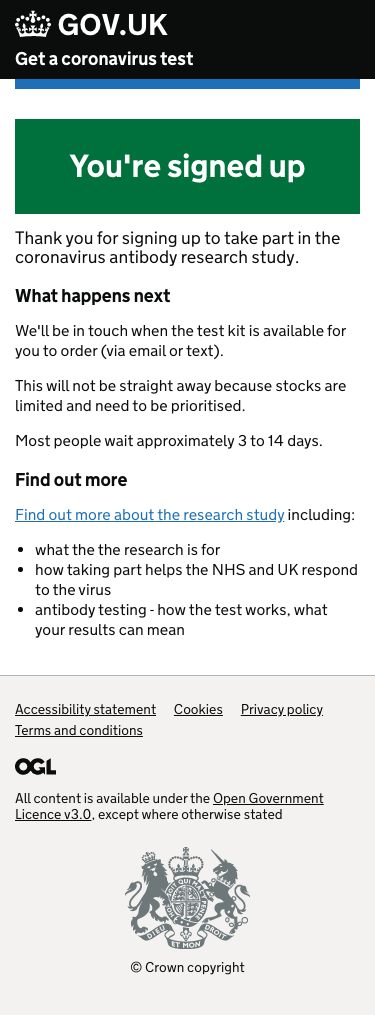 GOV.UK
Get a coronavirus test
You're signed up
Thank you for signing up to take part in the
coronavirus antibody research study.
What happens next
We'll be in touch when the test kit is available for
you to order (via email or text).
This will not be straight away because stocks are
limited and need to be prioritised.
Most people wait approximately 3 to 14 days.
Find out more
Find out more about the research study including:
• what the the research is for
• how taking part helps the NHS and UK respond
to the virus
• antibody testing - how the test works, what
your results can mean
Accessibility statement Cookies Privacy policy
Terms and conditions
OGL
All content is available under the Open Government
Licence v3.0, except where otherwise stated
DIEU ET MON DROIT
© Crown copyright